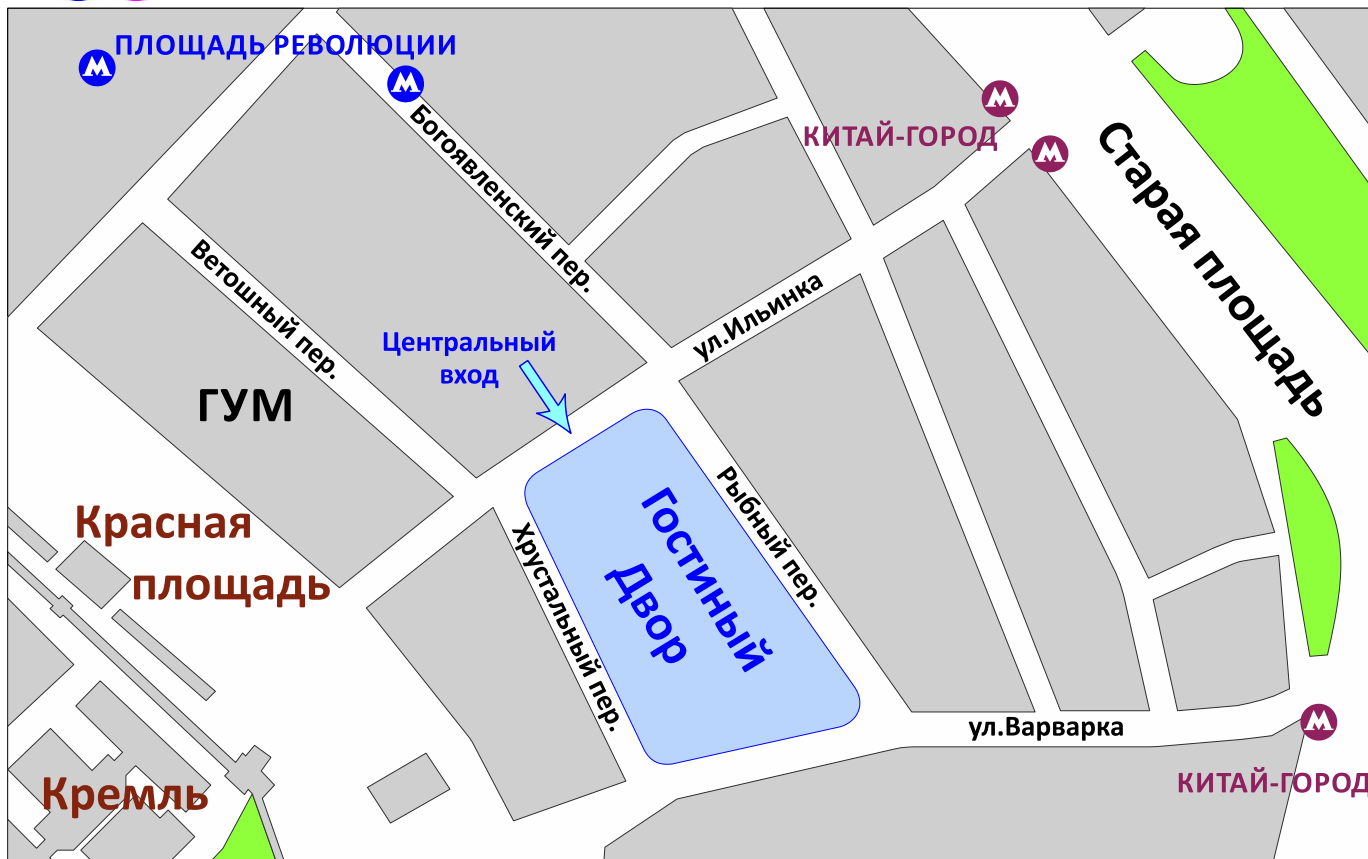 ПЛОЩАДЬ РЕВОЛЮЦИИ
М
М
Богоявленский пер.
М
КИТАЙ-ГОРОД
М
Старая площадь
Ветошный пер.
ул.Ильинка
Центральный
вход
ГУМ
Красная
площадь
Хрустальный пер.
Гостиный
Двор
Рыбный пер.
ул.Варварка
М
КИТАЙ-ГОРОД
Кремль